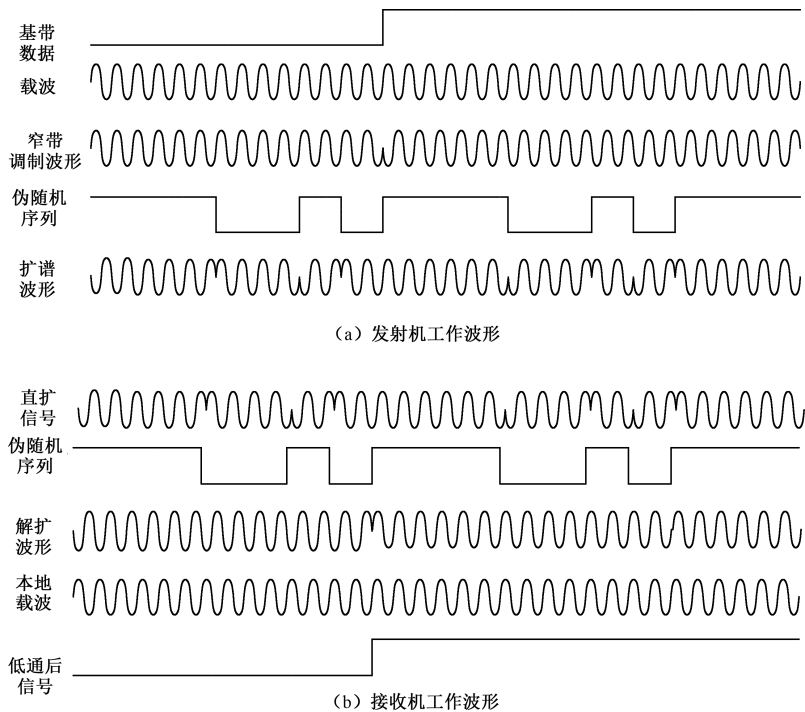 基带
数据
载波
窄带
调制波形
伪随机
序列
扩谱
波形
（a）发射机工作波形
直扩
信号
伪随机
序列
解扩
波形
本地
载波
低通后
信号
（b）接收机工作波形